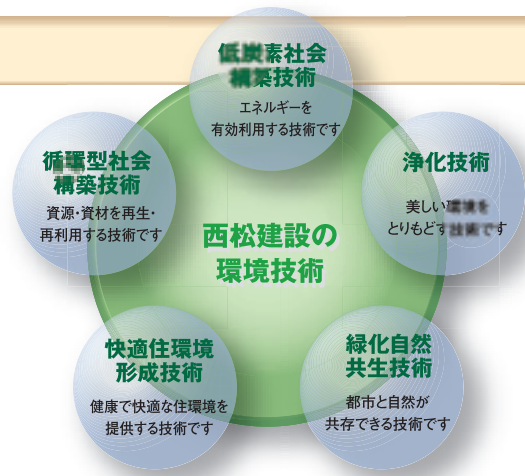 低炭素社会
構築技術
エネルギーを
有効利用する技術です
循環型社会
構築技術
資源・資材を再生・
再利用する技術です
浄化技術
美しい環境を
とりもどす技術です
西松建設の
環境技術
快適住環境
形成技術
健康で快適な住環境を
提供する技術です
緑化自然
共生技術
都市と自然が
共存できる技術です